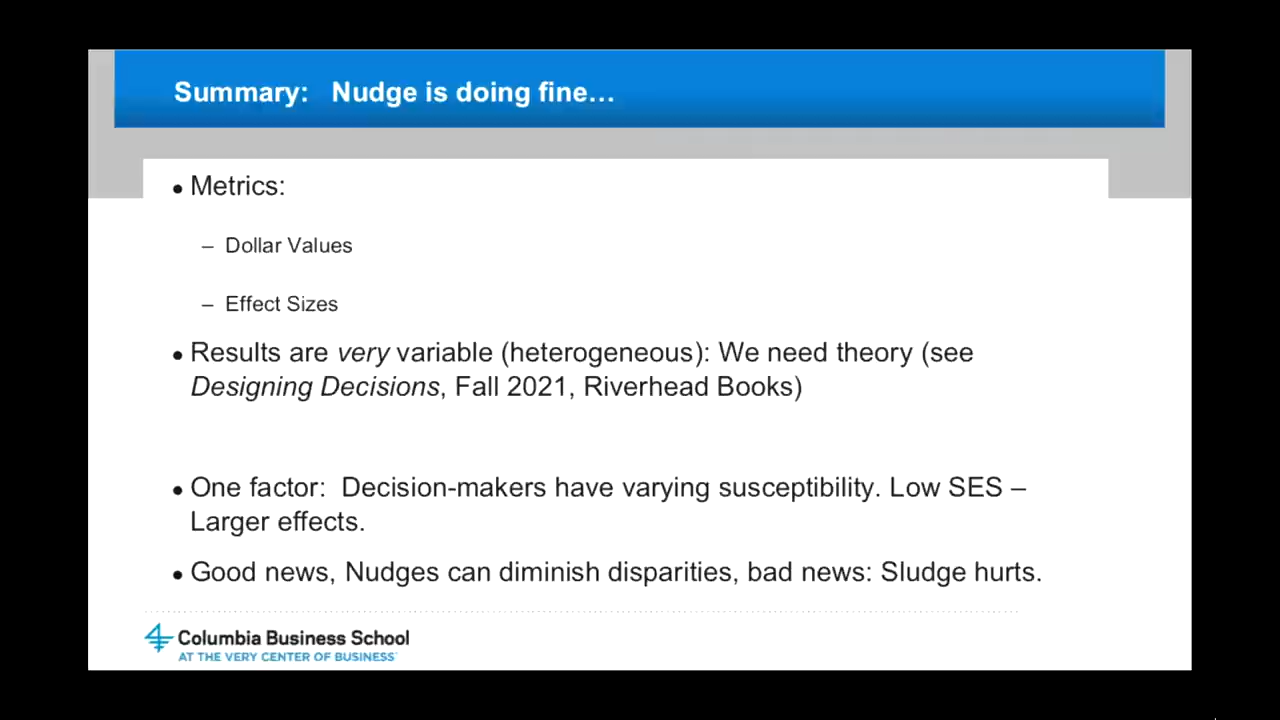 Summary:   Nudge is doing fine…
● Metrics:
– Dollar Values
– Effect Sizes
● Results are very variable (heterogeneous): We need theory (see
Designing Decisions, Fall 2021, Riverhead Books)
● One factor:  Decision-makers have varying susceptibility. Low SES –
Larger effects.
● Good news, Nudges can diminish disparities, bad news: Sludge hurts.
Columbia Business School
AT THE VERY CENTER OF BUSINESS